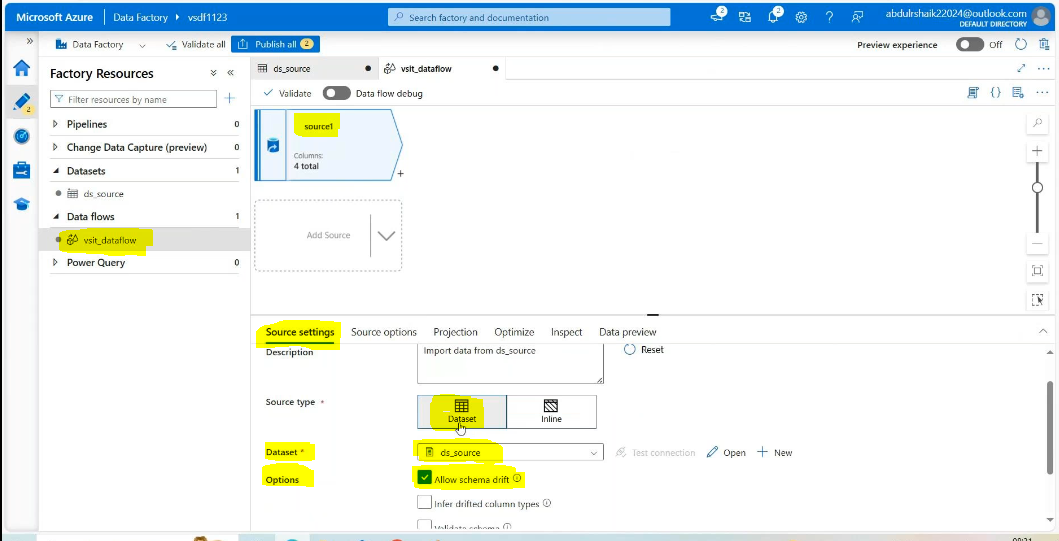 Microsoft Azure Data Factory vsdf1123
Search factory and documentation
2 2
abdulrshaik22024@outlook.com
DEFAULT DIRECTORY
Data Factory Validate all Publish all 2
Preview experience Off
Factory Resources
Filter resources by name
2
Pipelines 0
Change Data Capture (preview) 0
Datasets 1
ds_source
Data flows 1
vsit_dataflow
Power Query 0
ds_source vsit_dataflow
Validate Data flow debug
source1
Columns:
4 total
+
Add Source
Source settings Source options Projection Optimize Inspect Data preview
Description Import data from ds_source Reset
Source type * Dataset Inline
Dataset * ds_source Test connection Open New
Options Allow schema drift
Infer drifted column types
Validate schema